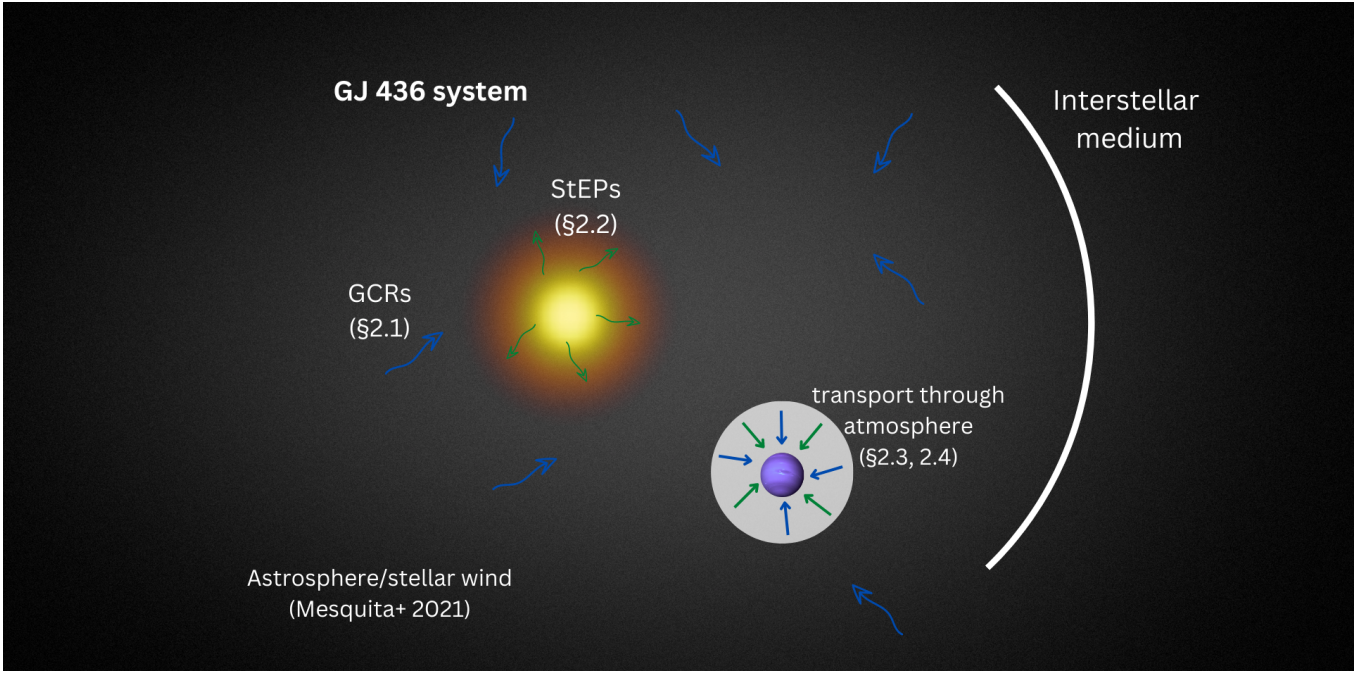 GJ 436 system
Interstellar
medium
StEPs
(§2.2)
GCRs
(§2.1)
transport through
atmosphere
(§2.3, 2.4)
Astrosphere/stellar wind
(Mesquita+ 2021)